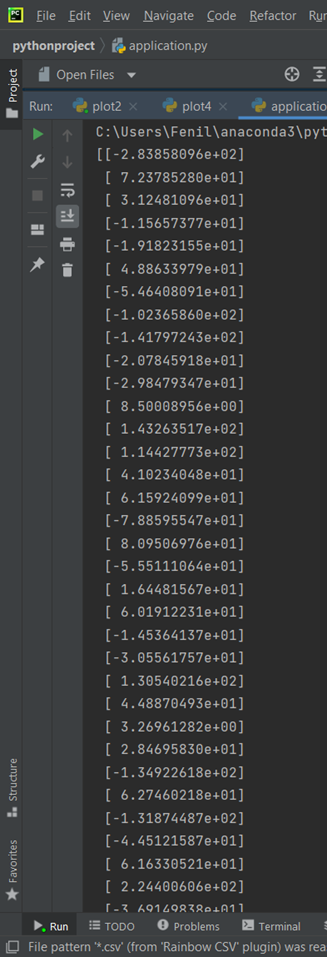 PC File Edit View Navigate Code Refactor
pythonproject application.py
Project
Open Files
Run: plot2 plot4
C:\Users\Fenil\anaconda3\pyt
[[-2.83858096e+02]
[ 7.23785280e+01]
[ 3.12481096e+01]
[-1.15657377e+01]
[-1.91823155e+01]
[ 4.88633979e+01]
[-5.46408091e+01]
[-1.02365860e+02]
[-1.41797243e+02]
[-2.07845918e+01]
[-2.98479347e+01]
[ 8.50008956e+00]
[ 1.43263517e+02]
[ 1.14427773e+02]
[ 4.10234048e+01]
[ 6.15924099e+01]
[-7.88595547e+01]
[ 8.09506976e+01]
[-5.55111064e+01]
[ 1.64481567e+01]
[ 6.01912231e+01]
[-1.45364137e+01]
[-3.05561757e+01]
[ 1.30540216e+02]
[ 4.48870493e+01]
[ 3.26961282e+00]
[ 2.84695830e+01]
[-1.34922618e+02]
[ 6.27460218e+01]
[-1.31874487e+02]
[-4.45121587e+01]
[ 6.16330521e+01]
[ 2.24400606e+02]
[-3.69169838e+01]
Structure
Favorites
Run TODO Problems Terminal
File pattern '*.csv' (from 'Rainbow CSV' plugin) was rea